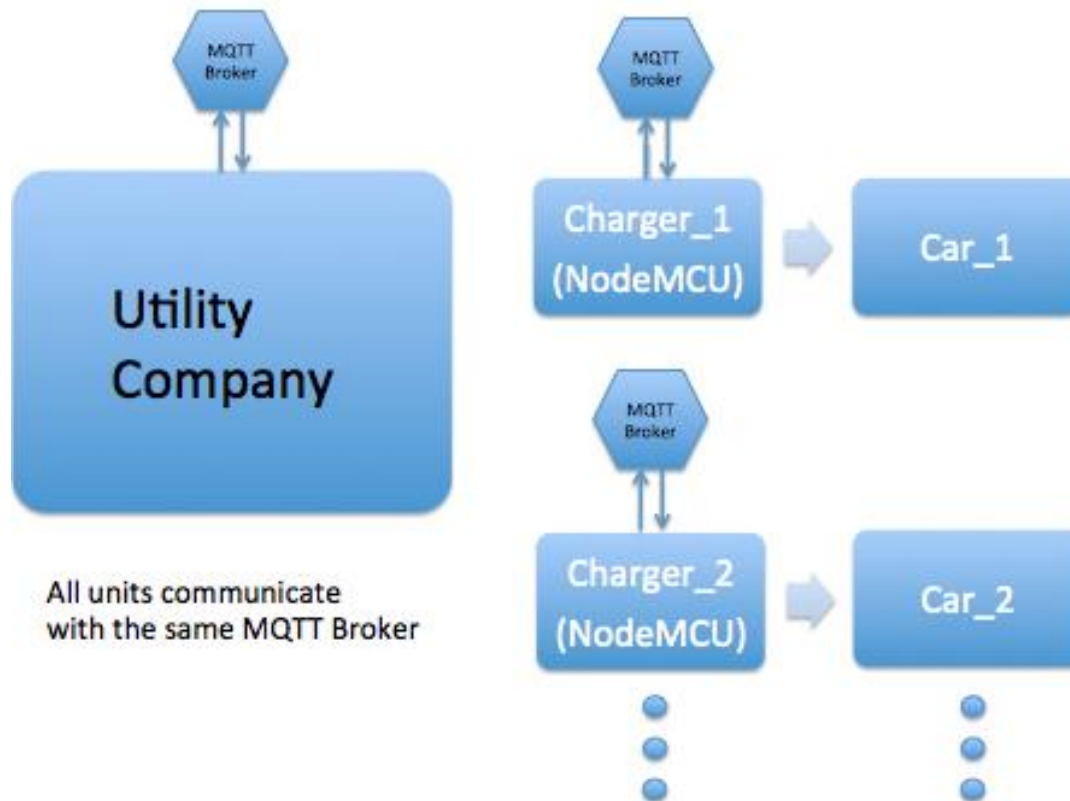 MQTT
Broker
MQTT
Broker
Utility
Company
Charger_1
(NodeMCU)
Car_1
MQTT
Broker
Charger_2
(NodeMCU)
Car_2
All units communicate
with the same MQTT Broker